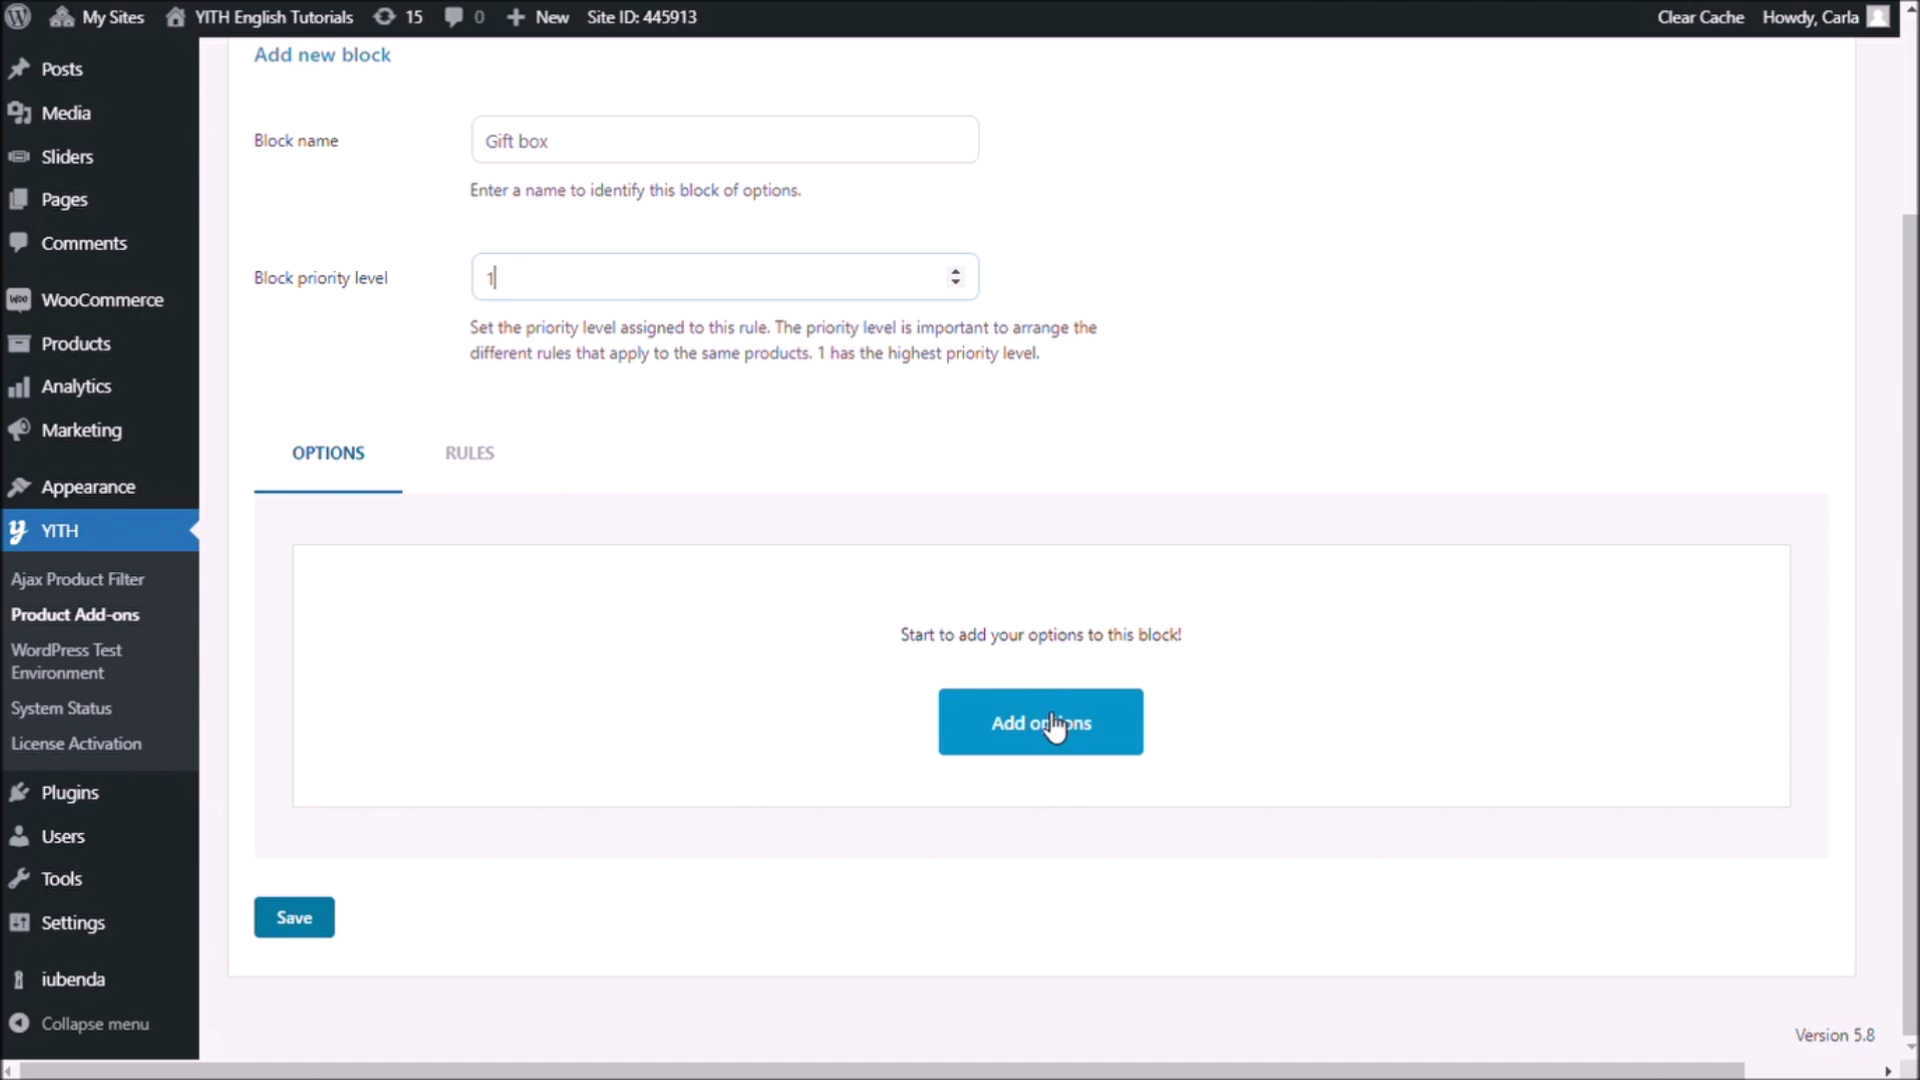 My Sites
YITH English Tutorials
15
0
New
Site ID: 445913
Clear Cache
Howdy, Carla
Posts
Media
Sliders
Pages
Comments
WooCommerce
Products
Analytics
Marketing
Appearance
YITH
Ajax Product Filter
Product Add-ons
WordPress Test
Environment
System Status
License Activation
Plugins
Users
Tools
Settings
iubenda
Collapse menu
Add new block
Block name
Gift box
Enter a name to identify this block of options.
Block priority level
1
Set the priority level assigned to this rule. The priority level is important to arrange the
different rules that apply to the same products. 1 has the highest priority level.
OPTIONS
RULES
Start to add your options to this block!
Add options
Save
Version 5.8